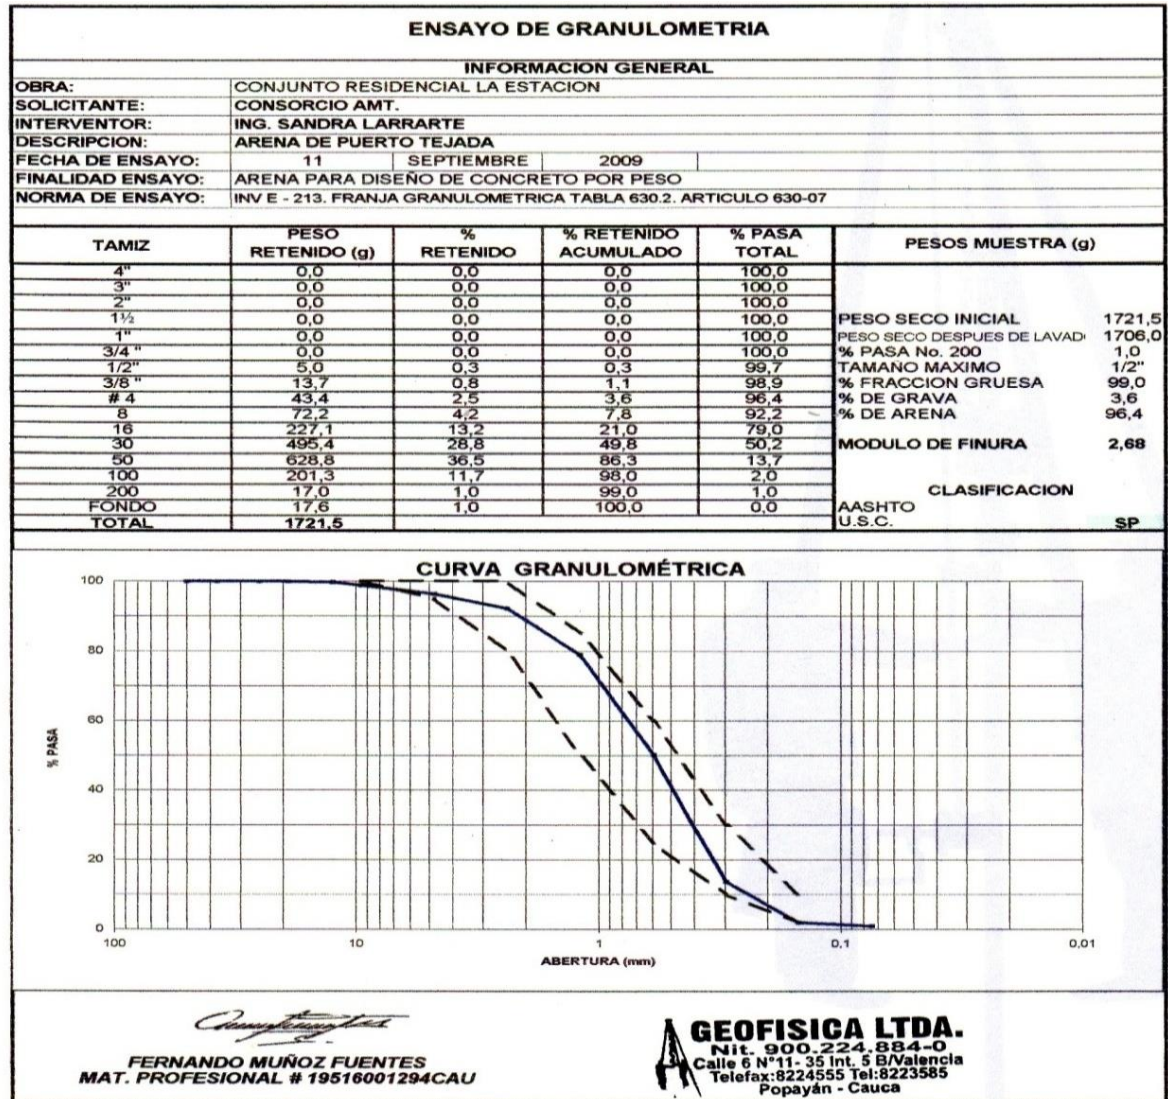 ENSAYO DE GRANULOMETRIA
INFORMACION GENERAL
OBRA: CONJUNTO RESIDENCIAL LA ESTACION
SOLICITANTE: CONSORCIO AMT.
INTERVENTOR: ING. SANDRA LARRARTE
DESCRIPCION: ARENA DE PUERTO TEJADA
FECHA DE ENSAYO: 11 SEPTIEMBRE 2009
FINALIDAD ENSAYO: ARENA PARA DISEÑO DE CONCRETO POR PESO
NORMA DE ENSAYO: INV E - 213. FRANJA GRANULOMETRICA TABLA 630.2. ARTICULO 630-07
TAMIZ PESO RETENIDO (g) % RETENIDO % RETENIDO ACUMULADO % PASA TOTAL PESOS MUESTRA (g)
4" 0,0 0,0 0,0 100,0
3" 0,0 0,0 0,0 100,0
2" 0,0 0,0 0,0 100,0
1½ 0,0 0,0 0,0 100,0 PESO SECO INICIAL 1721,5
1" 0,0 0,0 0,0 100,0 PESO SECO DESPUES DE LAVAD 1706,0
3/4 " 0,0 0,0 0,0 100,0 % PASA No. 200 1,0
1/2" 5,0 0,3 0,3 99,7 TAMAÑO MAXIMO 1/2"
3/8 " 13,7 0,8 1,1 98,9 % FRACCION GRUESA 99,0
# 4 43,4 2,5 3,6 96,4 % DE GRAVA 3,6
8 72,2 4,2 7,8 92,2 % DE ARENA 96,4
16 227,1 13,2 21,0 79,0
30 495,4 28,8 49,8 50,2 MODULO DE FINURA 2,68
50 628,8 36,5 86,3 13,7
100 201,3 11,7 98,0 2,0
200 17,0 1,0 99,0 1,0 CLASIFICACION
FONDO 17,6 1,0 100,0 0,0 AASHTO
TOTAL 1721,5 U.S.C. SP
CURVA GRANULOMÉTRICA
100
80
60
40
20
0
% PASA
100 10 1 0,1 0,01
ABERTURA (mm)
FERNANDO MUÑOZ FUENTES
MAT. PROFESIONAL # 19516001294CAU
GEOFISICA LTDA.
Nit. 900.224.884-0
Calle 6 N°11- 35 Int. 5 B/Valencia
Telefax:8224555 Tel:8223585
Popayán - Cauca